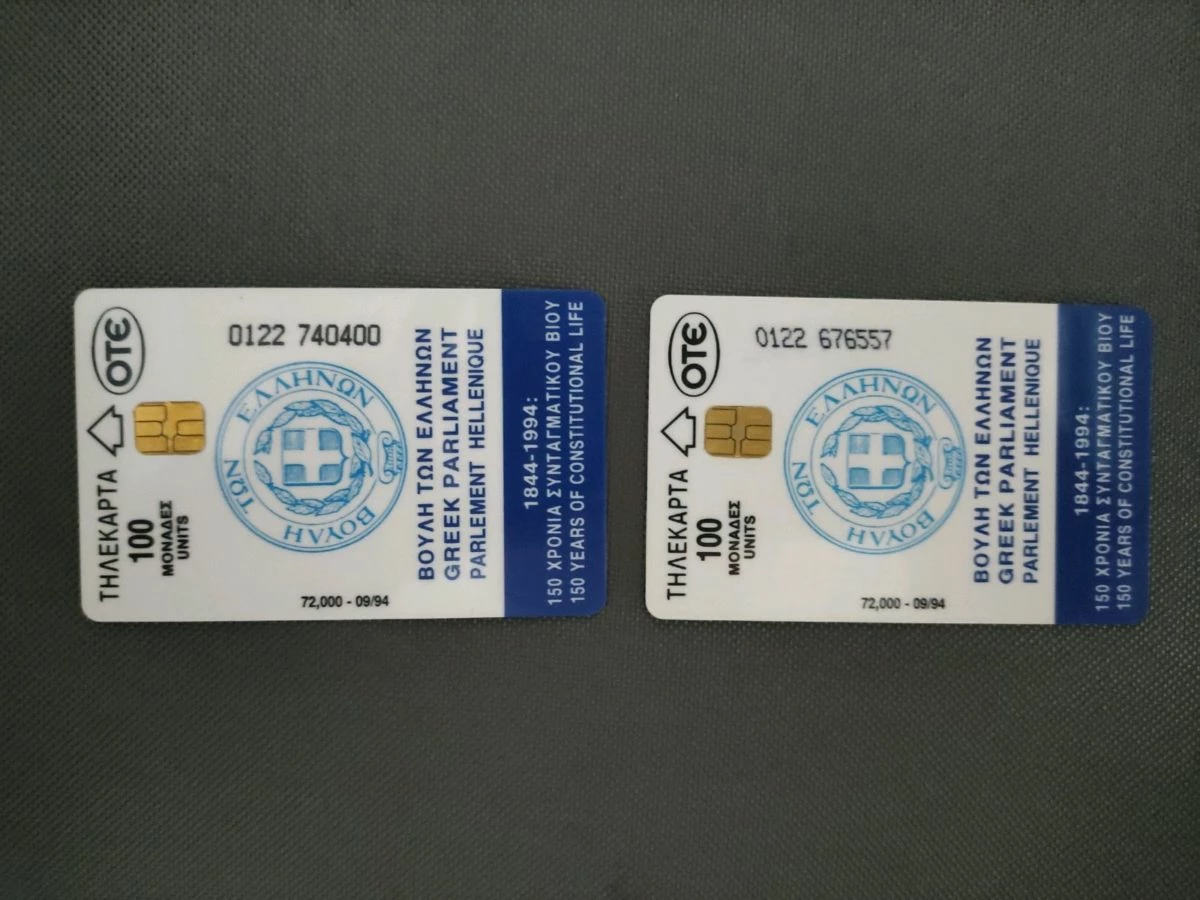 ΤΗΛΕΚΑΡΤΑ
OTE
100
ΜΟΝΑΔΕΣ
UNITS
0122 740400
ΒΟΥΛΗ ΤΩΝ ΕΛΛΗΝΩΝ
72,000 - 09/94
ΒΟΥΛΗ ΤΩΝ ΕΛΛΗΝΩΝ
GREEK PARLIAMENT
PARLEMENT HELLENIQUE
1844-1994:
150 ΧΡΟΝΙΑ ΣΥΝΤΑΓΜΑΤΙΚΟΥ ΒΙΟΥ
150 YEARS OF CONSTITUTIONAL LIFE
ΤΗΛΕΚΑΡΤΑ
OTE
100
ΜΟΝΑΔΕΣ
UNITS
0122 676557
ΒΟΥΛΗ ΤΩΝ ΕΛΛΗΝΩΝ
72,000 - 09/94
ΒΟΥΛΗ ΤΩΝ ΕΛΛΗΝΩΝ
GREEK PARLIAMENT
PARLEMENT HELLENIQUE
1844-1994:
150 ΧΡΟΝΙΑ ΣΥΝΤΑΓΜΑΤΙΚΟΥ ΒΙΟΥ
150 YEARS OF CONSTITUTIONAL LIFE